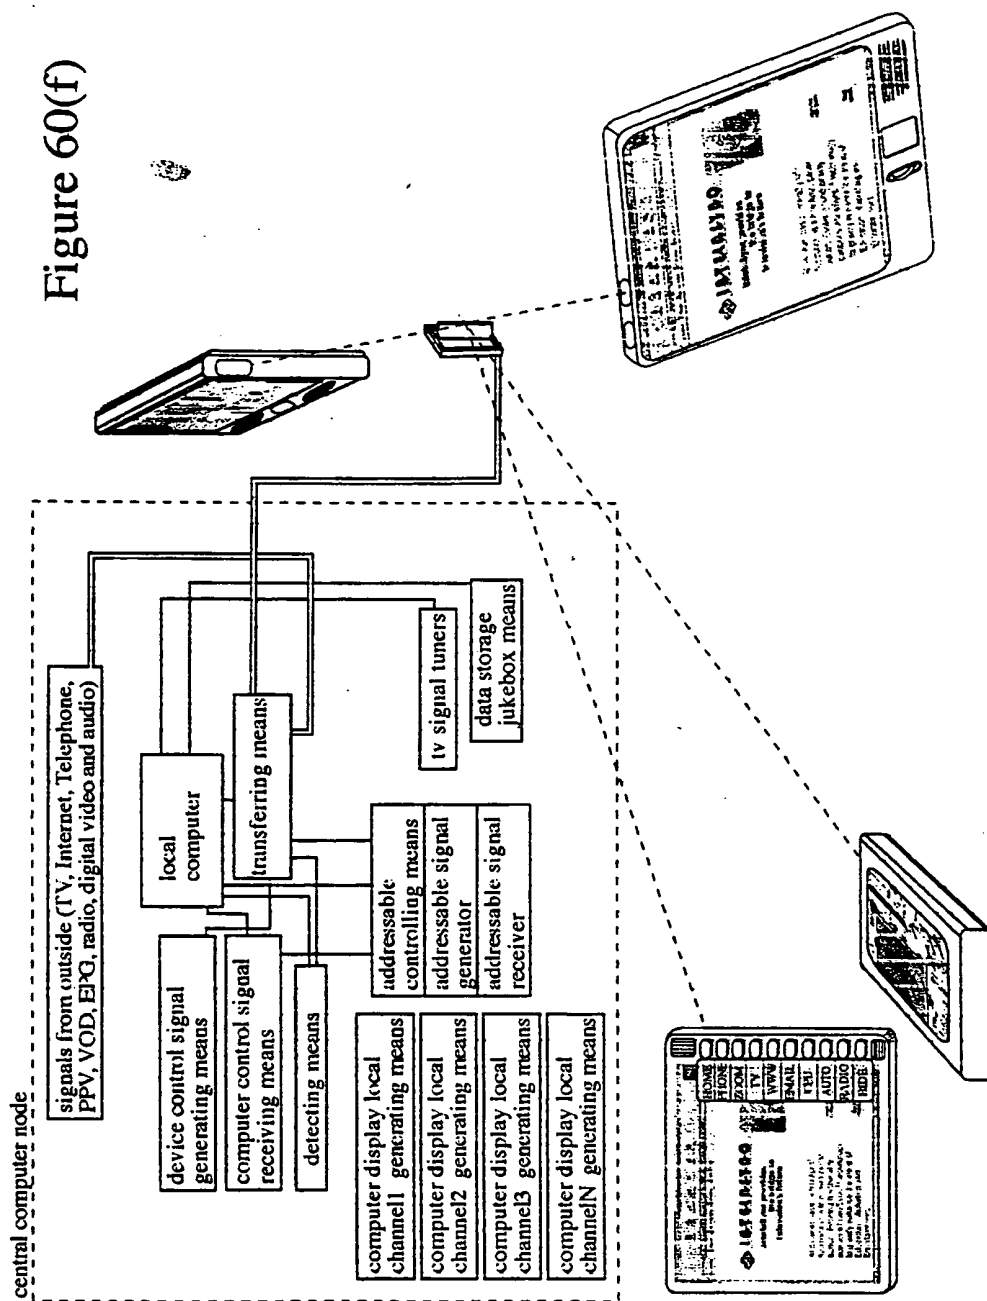 Figure 60(f)
central computer node
signals from outside (TV, Internet, Telephone,
PPV, VOD, EPG, radio, digital video and audio)
local
computer
transferring means
device control signal
generating means
computer control signal
receiving means
detecting means
tv signal tuners
data storage
jukebox means
addressable
controlling means
addressable signal
generator
addressable signal
receiver
computer display local
channel1 generating means
computer display local
channel2 generating means
computer display local
channel3 generating means
computer display local
channelN generating means
HOME
PHONE
ZOOM
TV
WWW
EMAIL
AUTO
RADIO
HIDE